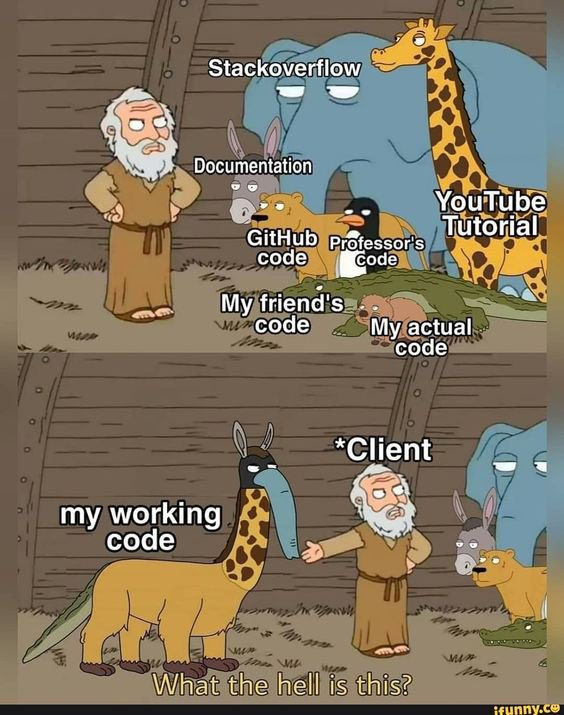 Stackoverflow
Documentation
YouTube
Tutorial
GitHub
code
Professor's
code
My friend's
code
My actual
code
*Client
my working
code
What the hell is this?
ifunny.co